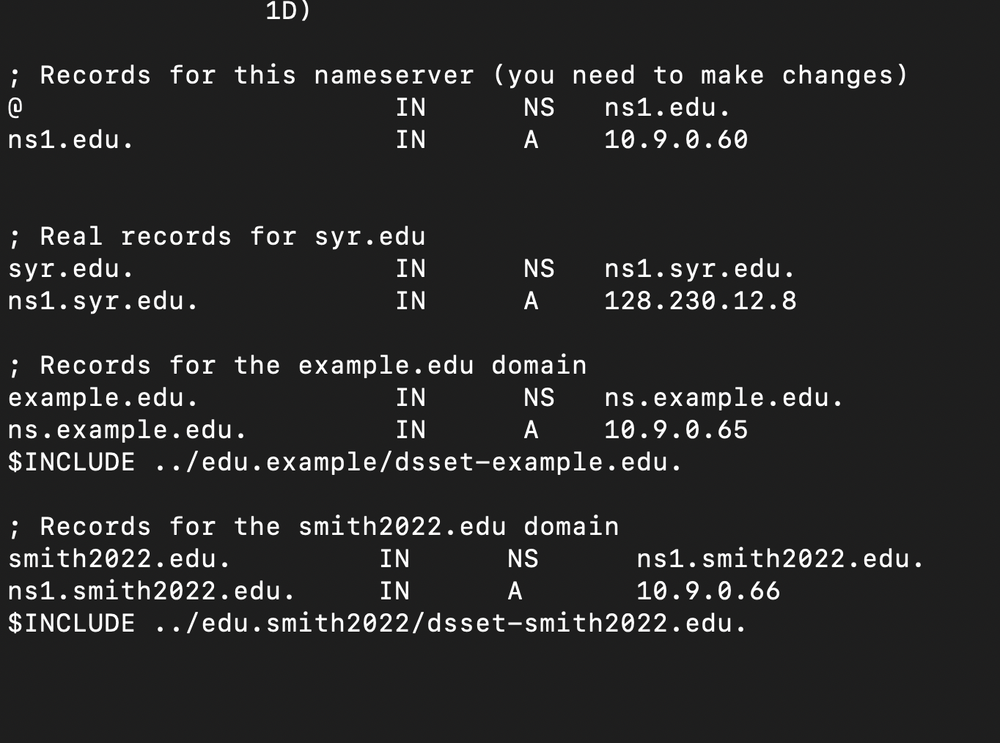 1D)
; Records for this nameserver (you need to make changes)
@ IN NS ns1.edu.
ns1.edu. IN A 10.9.0.60
; Real records for syr.edu
syr.edu. IN NS ns1.syr.edu.
ns1.syr.edu. IN A 128.230.12.8
; Records for the example.edu domain
example.edu. IN NS ns.example.edu.
ns.example.edu. IN A 10.9.0.65
$INCLUDE ../edu.example/dsset-example.edu.
; Records for the smith2022.edu domain
smith2022.edu. IN NS ns1.smith2022.edu.
ns1.smith2022.edu. IN A 10.9.0.66
$INCLUDE ../edu.smith2022/dsset-smith2022.edu.